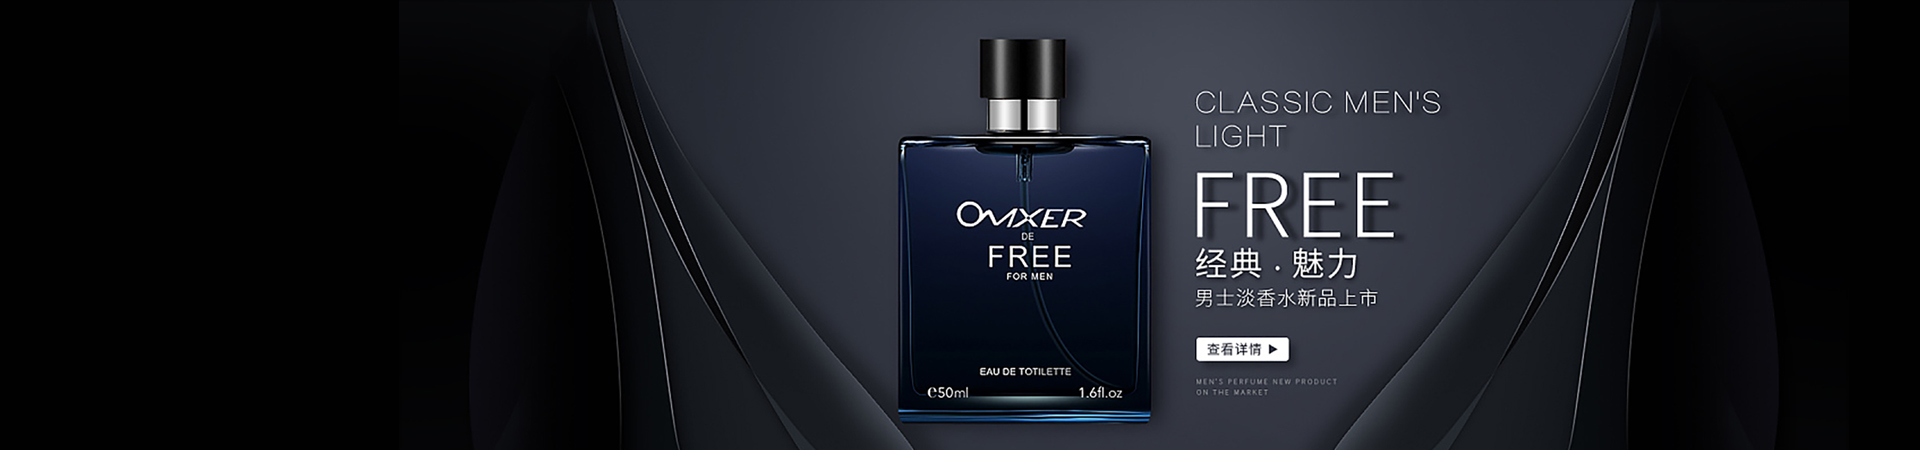 OMXER
DE
FREE
FOR MEN
EAU DE TOTILETTE
℮50ml
1.6fl.oz
CLASSIC MEN'S
LIGHT
FREE
经典 · 魅力
男士淡香水新品上市
查看详情 ▶
MEN'S PERFUME NEW PRODUCT
ON THE MARKET